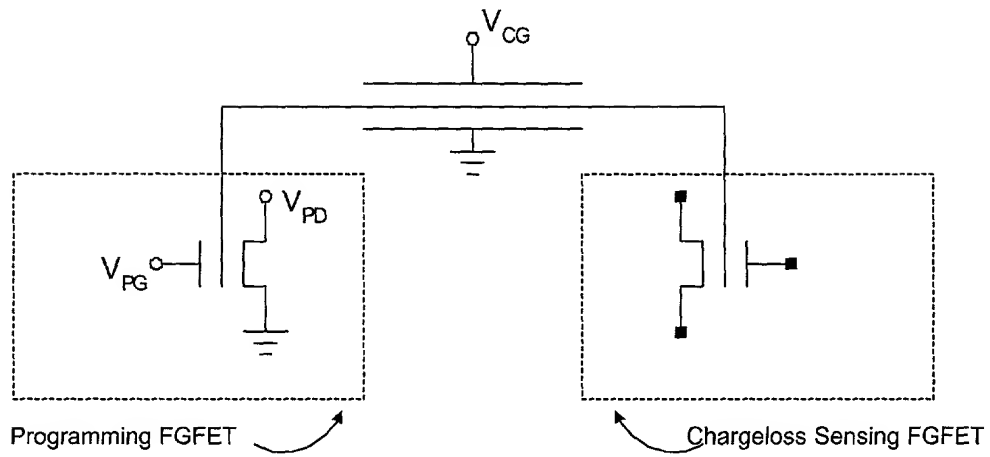 V_CG
V_PD
V_PG
Programming FGFET
Chargeloss Sensing FGFET